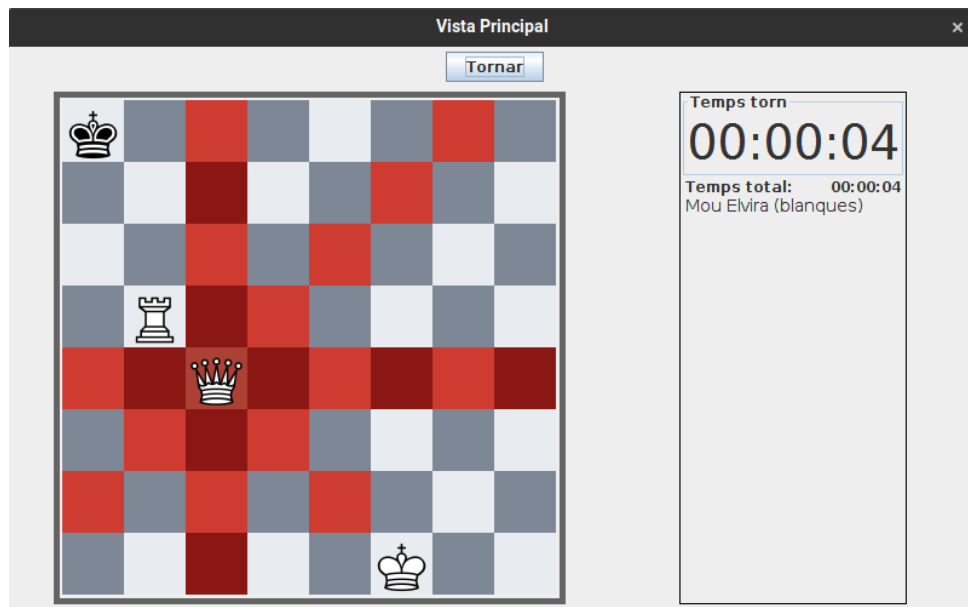 Vista Principal
×
Tornar
Temps torn
00:00:04
Temps total: 00:00:04
Mou Elvira (blanques)